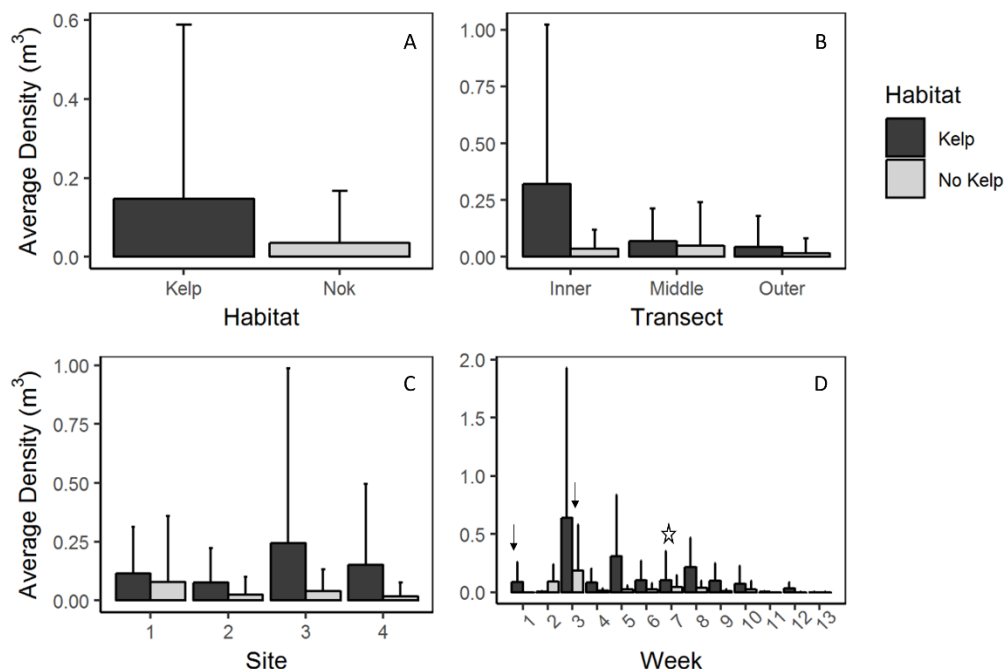 A
Average Density (m³)
0.6
0.4
0.2
0.0
Kelp
Nok
Habitat
B
1.00
0.75
0.50
0.25
0.00
Inner
Middle
Outer
Transect
Habitat
Kelp
No Kelp
C
Average Density (m³)
1.00
0.75
0.50
0.25
0.00
1
2
3
4
Site
D
2.0
1.5
1.0
0.5
0.0
1
2
3
4
5
6
7
8
9
10
11
12
13
Week